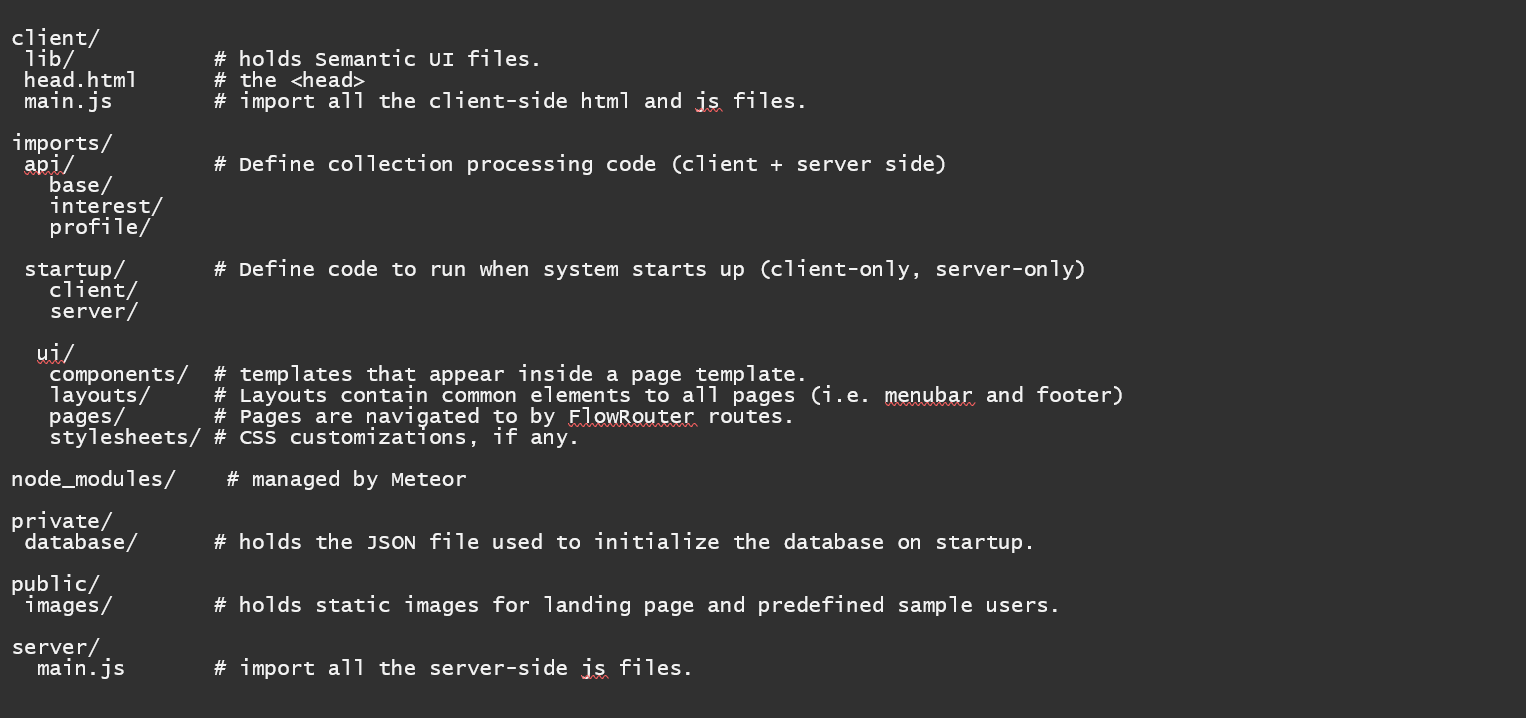 client/
 lib/           # holds Semantic UI files.
 head.html      # the <head>
 main.js        # import all the client-side html and js files.

imports/
 api/           # Define collection processing code (client + server side)
   base/
   interest/
   profile/

 startup/       # Define code to run when system starts up (client-only, server-only)
   client/
   server/

  ui/
   components/  # templates that appear inside a page template.
   layouts/     # Layouts contain common elements to all pages (i.e. menubar and footer)
   pages/       # Pages are navigated to by FlowRouter routes.
   stylesheets/ # CSS customizations, if any.

node_modules/    # managed by Meteor

private/
 database/      # holds the JSON file used to initialize the database on startup.

public/
 images/        # holds static images for landing page and predefined sample users.

server/
  main.js       # import all the server-side js files.